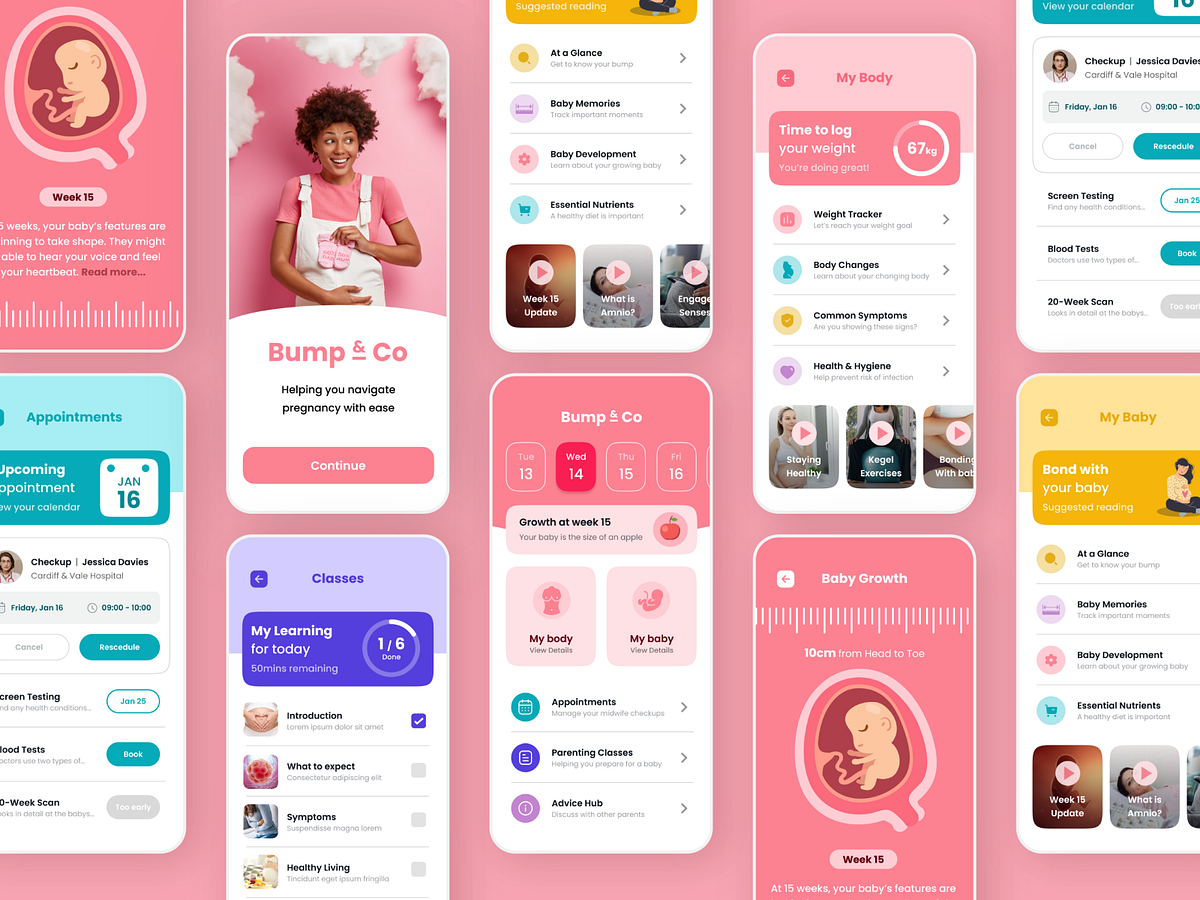 Week 15
5 weeks, your baby's features are
inning to take shape. They might
able to hear your voice and feel
your heartbeat. Read more...
Appointments
Upcoming
ppointment
ew your calendar
JAN
16
Checkup | Jessica Davies
Cardiff & Vale Hospital
Friday, Jan 16
09:00 - 10:00
Cancel
Rescedule
creen Testing
nd any health conditions...
Jan 25
lood Tests
octors use two types of...
Book
0-Week Scan
ooks in detail at the babys...
Too early
Bump & Co
Helping you navigate
pregnancy with ease
Continue
Classes
My Learning
for today
50mins remaining
1 / 6
Done
Introduction
Lorem ipsum dolor sit amet
What to expect
Consectetur adipiscing elit
Symptoms
Suspendisse magna lorem
Healthy Living
Tincidunt eget ipsum fringilla
Suggested reading
At a Glance
Get to know your bump
Baby Memories
Track important moments
Baby Development
Learn about your growing baby
Essential Nutrients
A healthy diet is important
Week 15
Update
What is
Amnio?
Engage
Senses
Bump & Co
Tue
13
Wed
14
Thu
15
Fri
16
Growth at week 15
Your baby is the size of an apple
My body
View Details
My baby
View Details
Appointments
Manage your midwife checkups
Parenting Classes
Helping you prepare for a baby
Advice Hub
Discuss with other parents
My Body
Time to log
your weight
You're doing great!
67kg
Weight Tracker
Let's reach your weight goal
Body Changes
Learn about your changing body
Common Symptoms
Are you showing these signs?
Health & Hygiene
Help prevent risk of infection
Staying
Healthy
Kegel
Exercises
Bonding
With bab
Baby Growth
10cm from Head to Toe
Week 15
At 15 weeks, your baby's features are
View your calendar
16
Checkup | Jessica Davies
Cardiff & Vale Hospital
Friday, Jan 16
09:00 - 10:0
Cancel
Rescedule
Screen Testing
Find any health conditions...
Jan 25
Blood Tests
Doctors use two types of...
Book
20-Week Scan
Looks in detail at the babys...
Too earl
My Baby
Bond with
your baby
Suggested reading
At a Glance
Get to know your bump
Baby Memories
Track important moments
Baby Development
Learn about your growing baby
Essential Nutrients
A healthy diet is important
Week 15
Update
What is
Amnio?